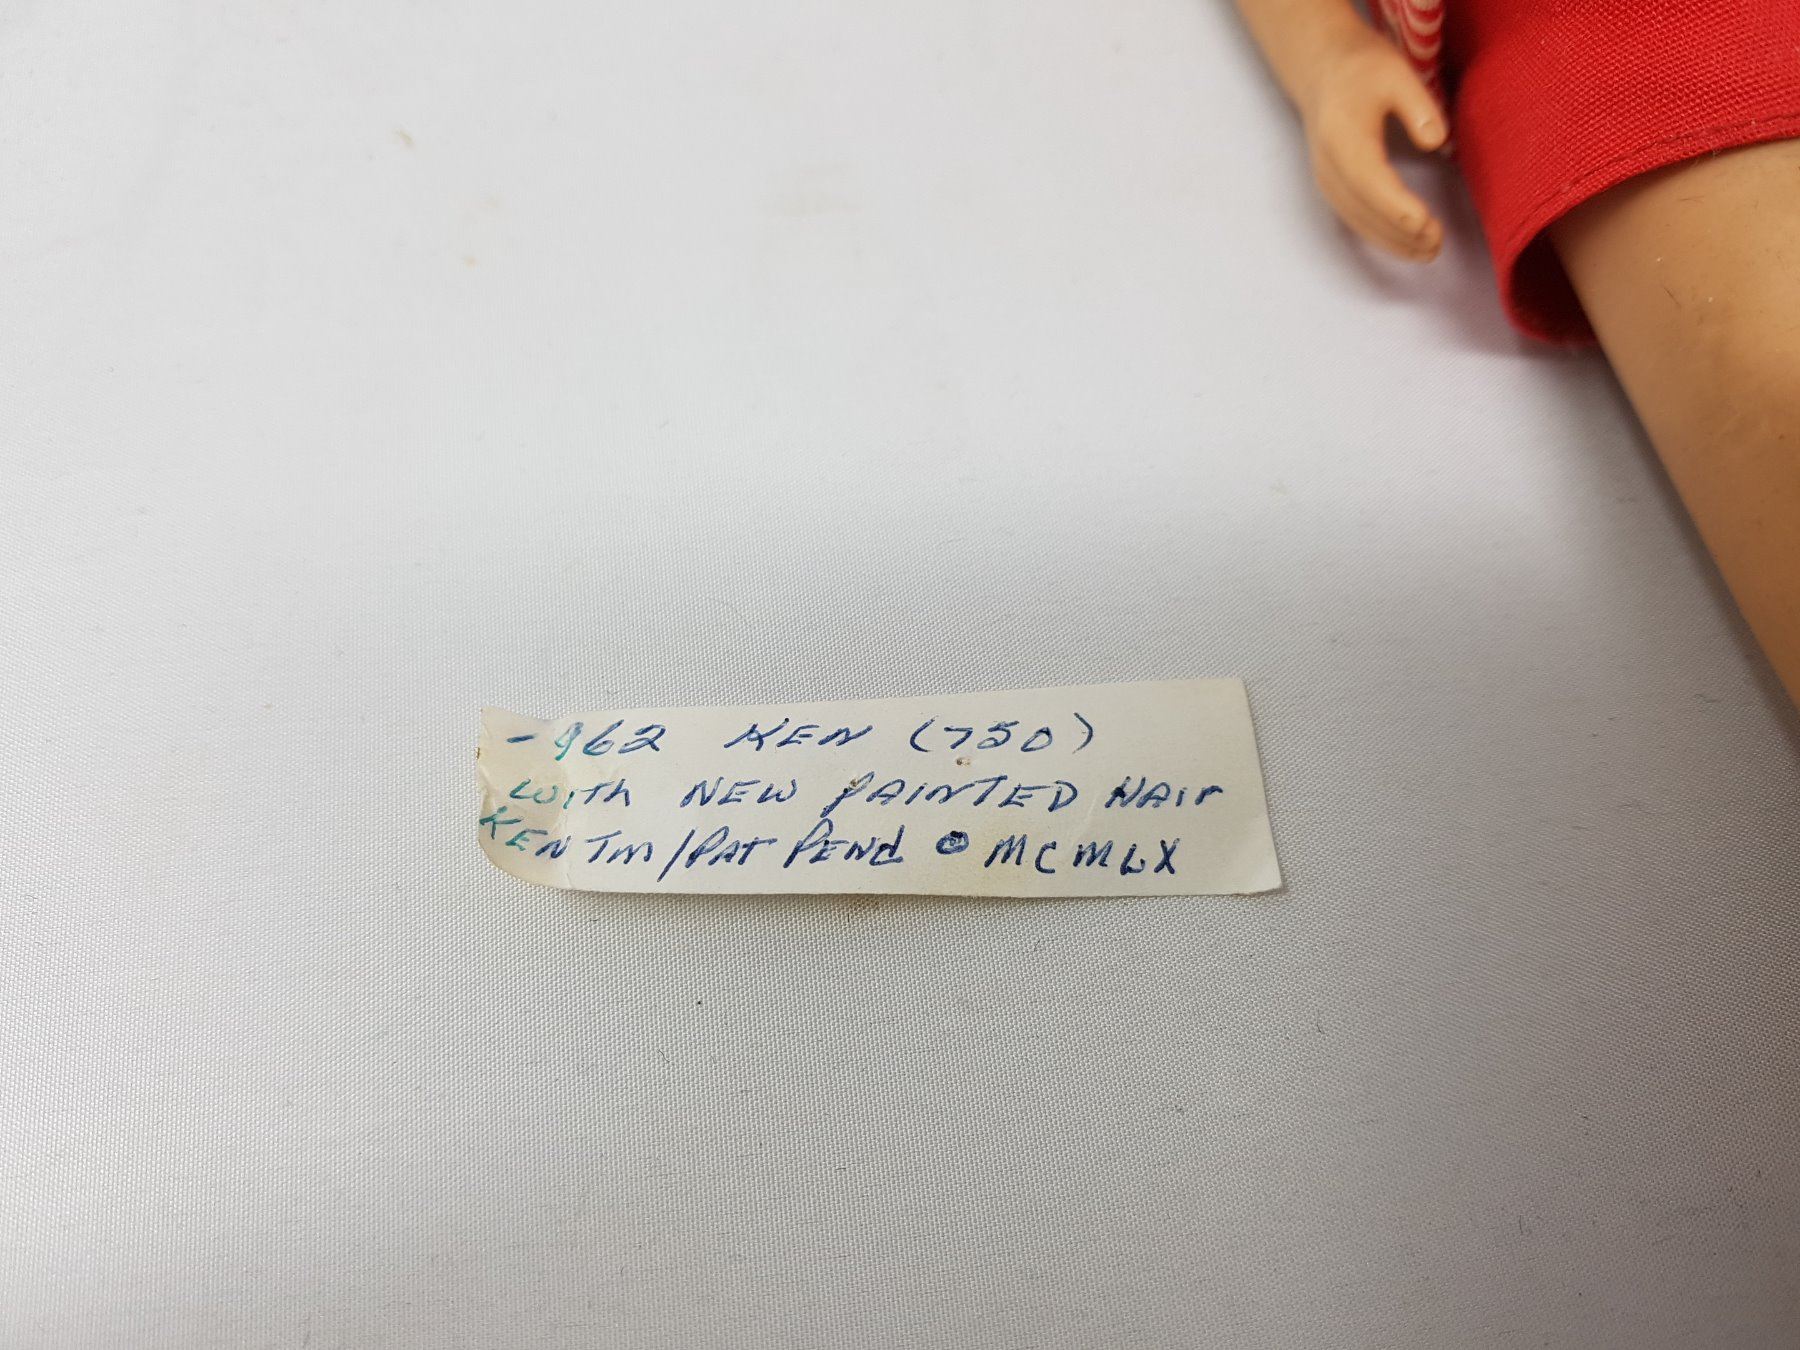 -962 KEN (750)
with NEW PAINTED HAir
KEN Tm/PAT PENd © MCMLX